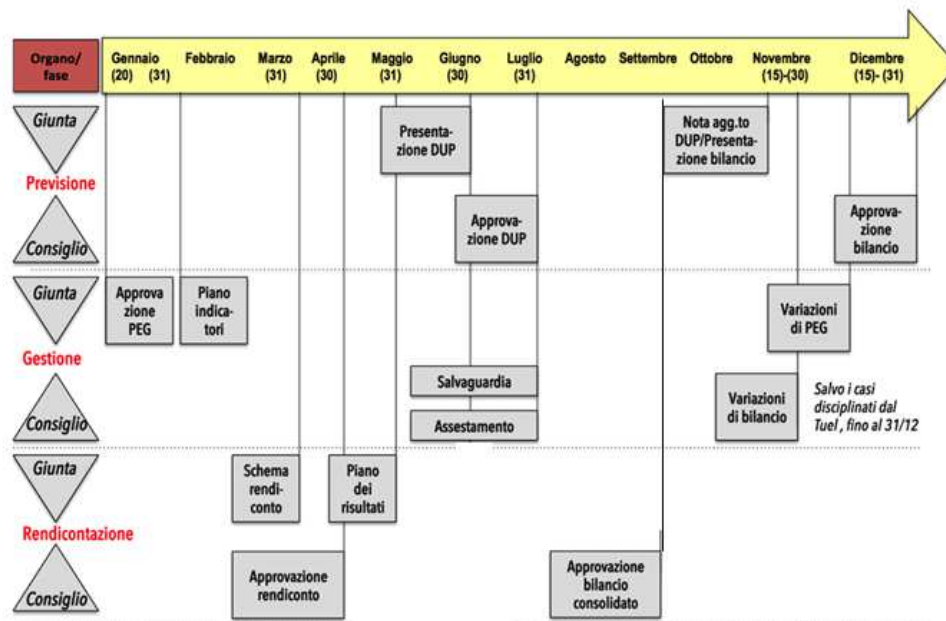 Organo/
fase
Gennaio
(20) (31)
Febbraio
Marzo
(31)
Aprile
(30)
Maggio
(31)
Giugno
(30)
Luglio
(31)
Agosto
Settembre
Ottobre
Novembre
(15)-(30)
Dicembre
(15)- (31)
Giunta
Presenta-
zione DUP
Nota agg.to
DUP/Presentazione
bilancio
Previsione
Consiglio
Approva-
zione DUP
Approva-
zione
bilancio
Giunta
Approva
zione
PEG
Piano
indica-
tori
Variazioni
di PEG
Gestione
Consiglio
Salvaguardia
Assestamento
Variazioni
di bilancio
Salvo i casi
disciplinati dal
Tuel , fino al 31/12
Giunta
Schema
rendi-
conto
Piano
dei
risultati
Rendicontazione
Consiglio
Approvazione
rendiconto
Approvazione
bilancio
consolidato